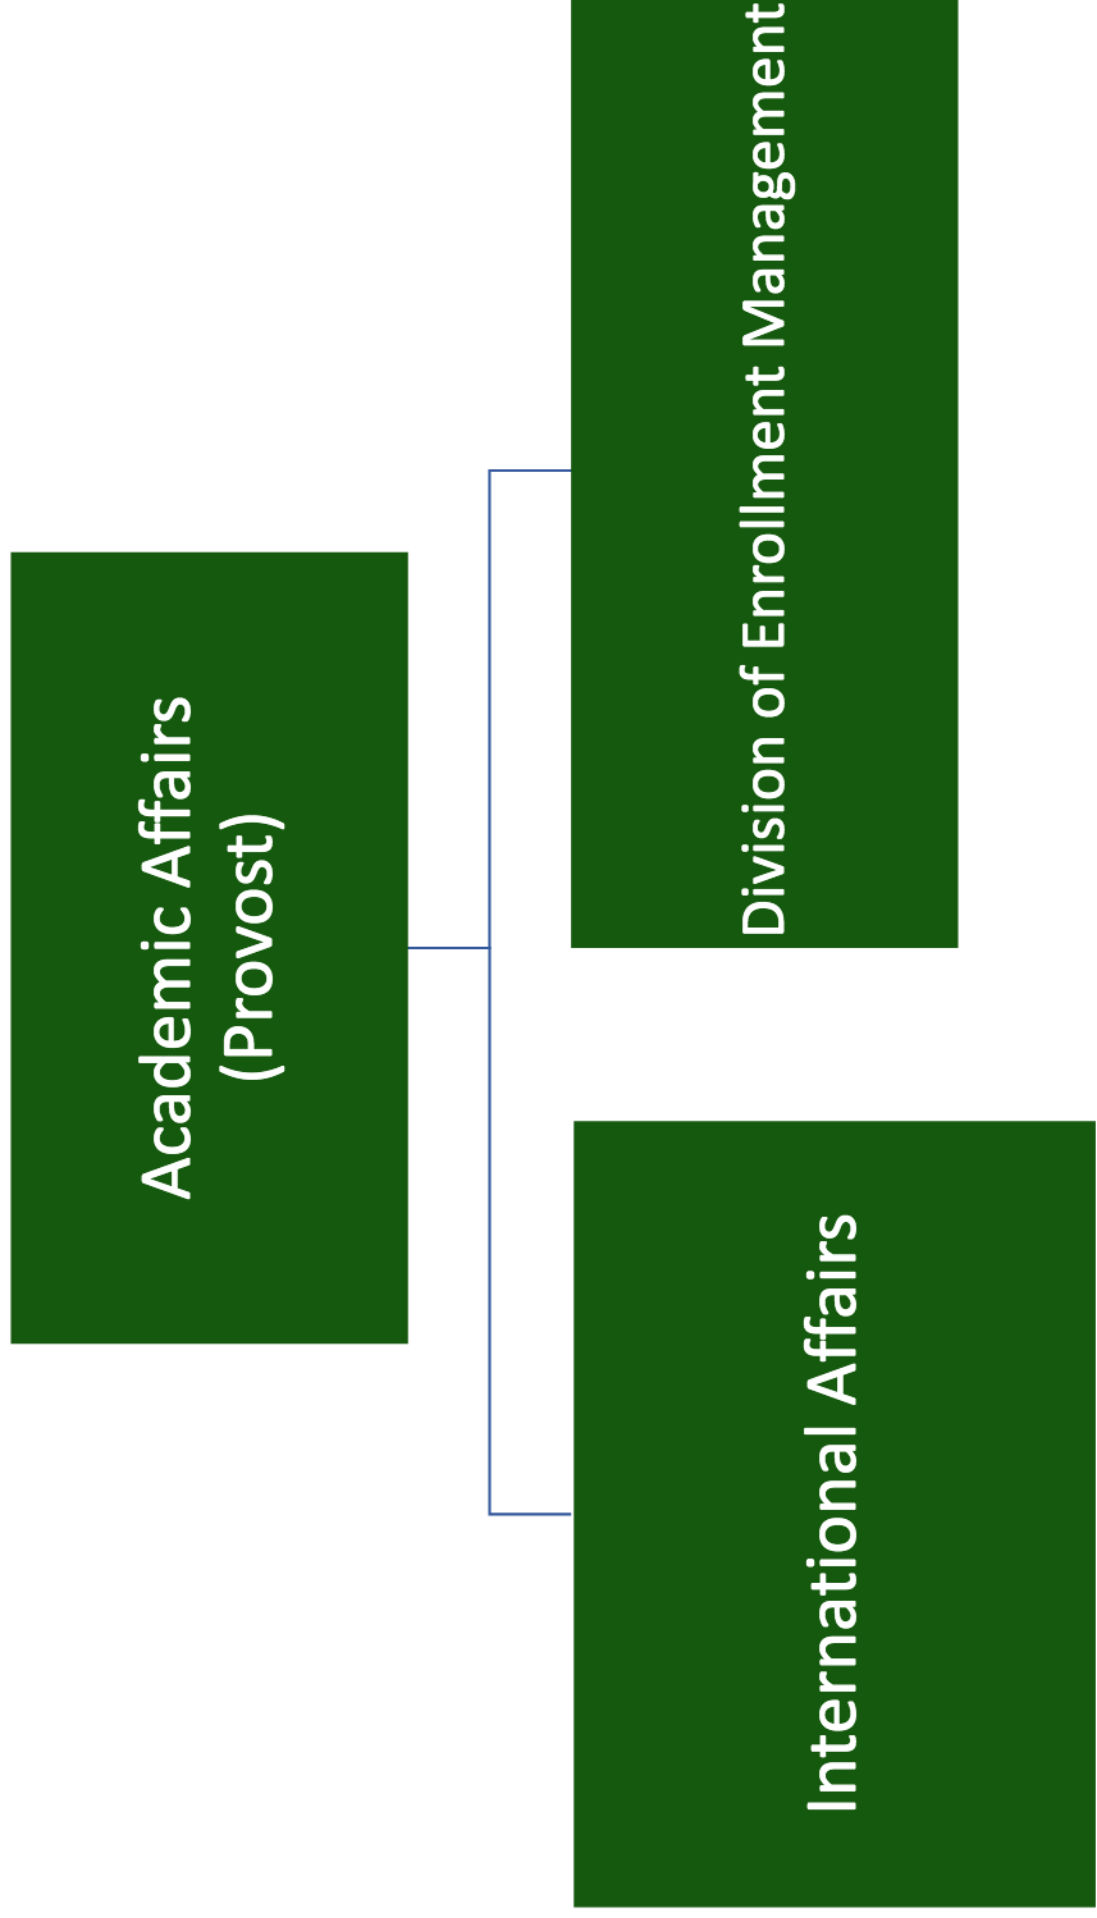 Academic Affairs
(Provost)
International Affairs
Division of Enrollment Management